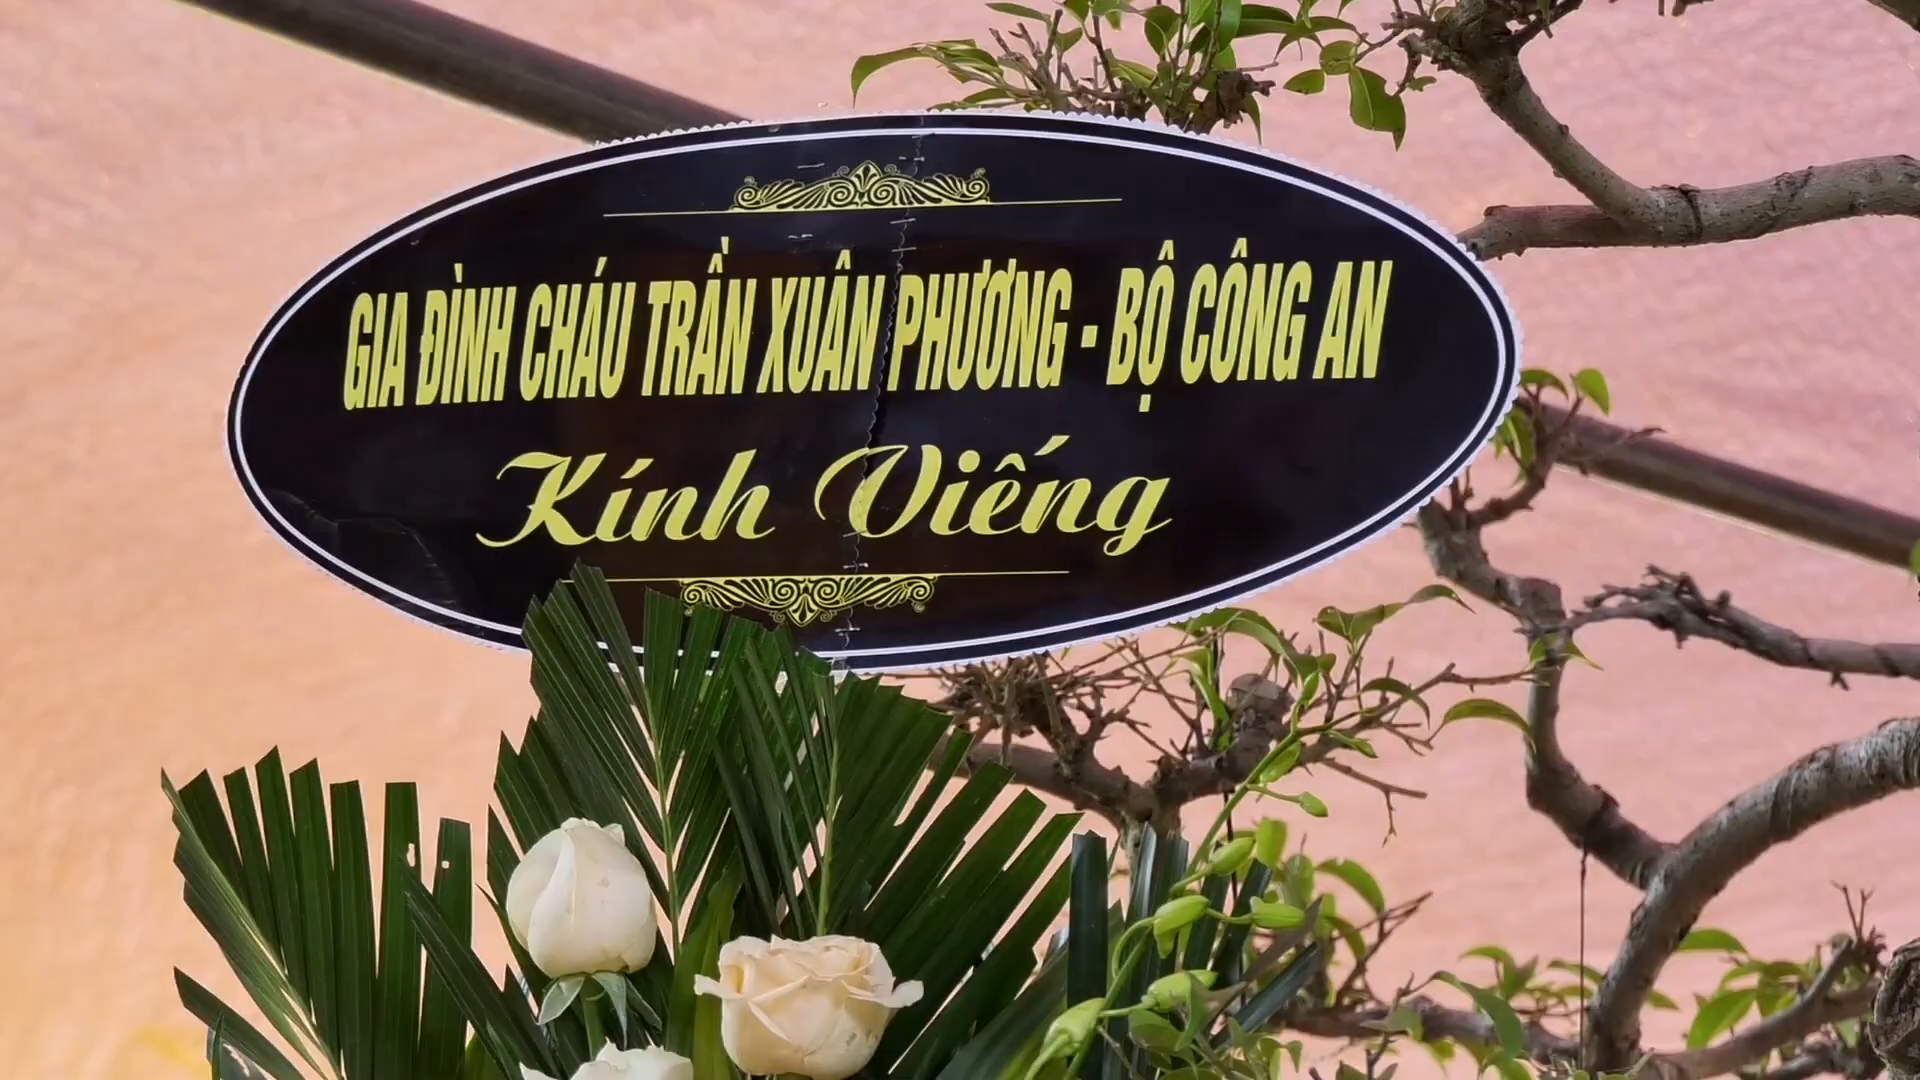 GIA ĐÌNH CHÁU TRẦN XUÂN PHƯƠNG - BỘ CÔNG AN
Kính Viếng